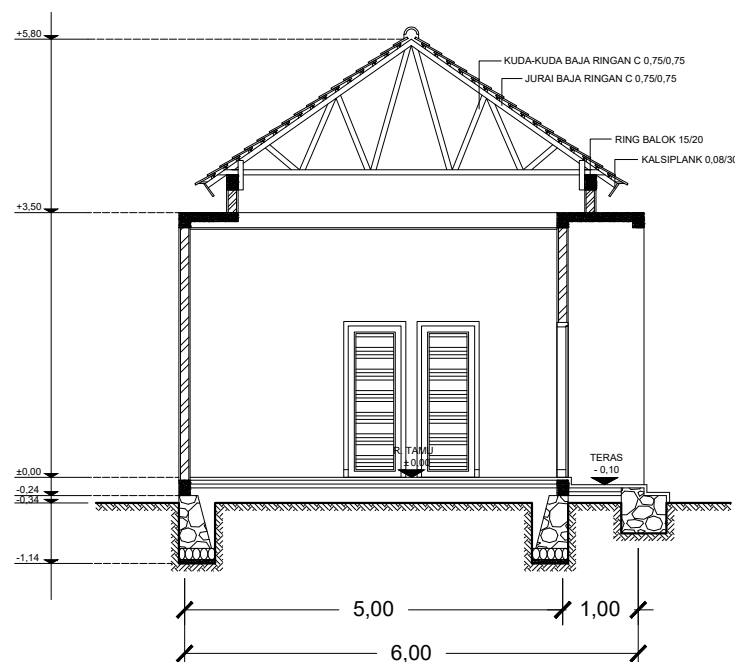 +5,80
KUDA-KUDA BAJA RINGAN C 0,75/0,75
JURAI BAJA RINGAN C 0,75/0,75
RING BALOK 15/20
KALSIPLANK 0,08/30
+3,50
R. TAMU
±0,00
TERAS
- 0,10
±0,00
-0,24
-0,34
-1,14
5,00
1,00
6,00